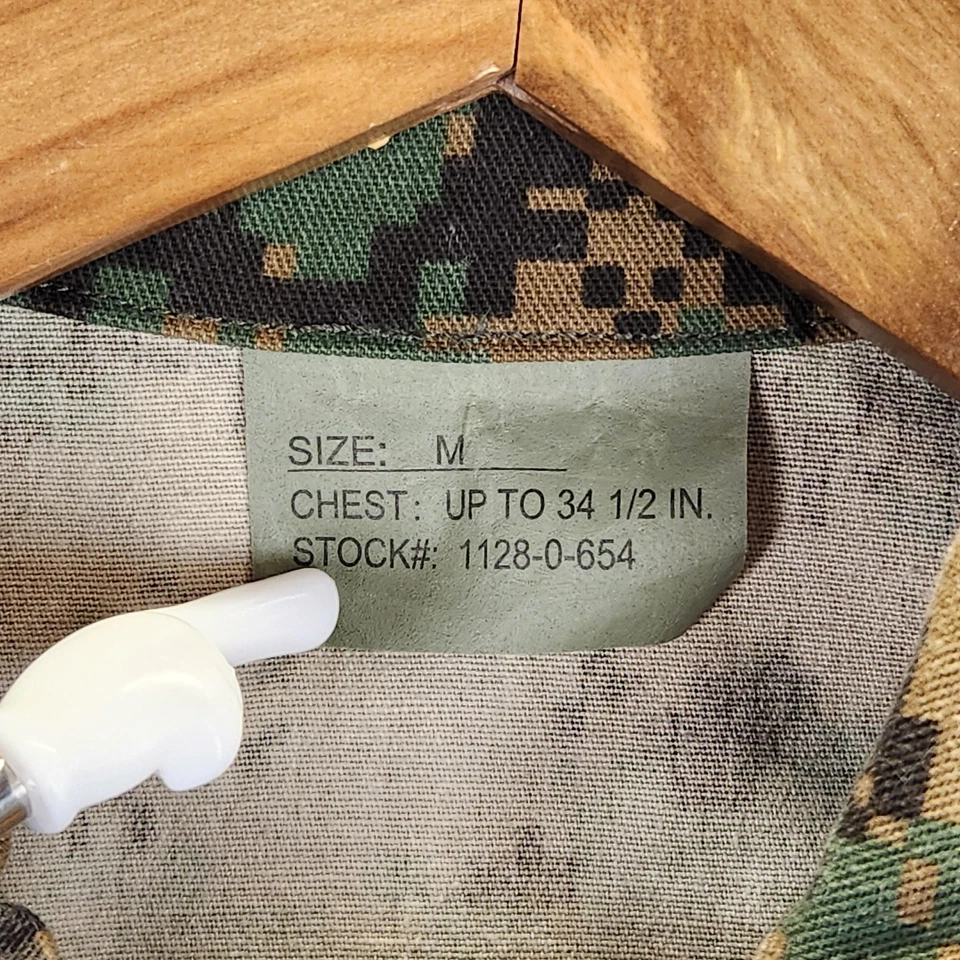 SIZE: M
CHEST: UP TO 34 1/2 IN.
STOCK#: 1128-0-654